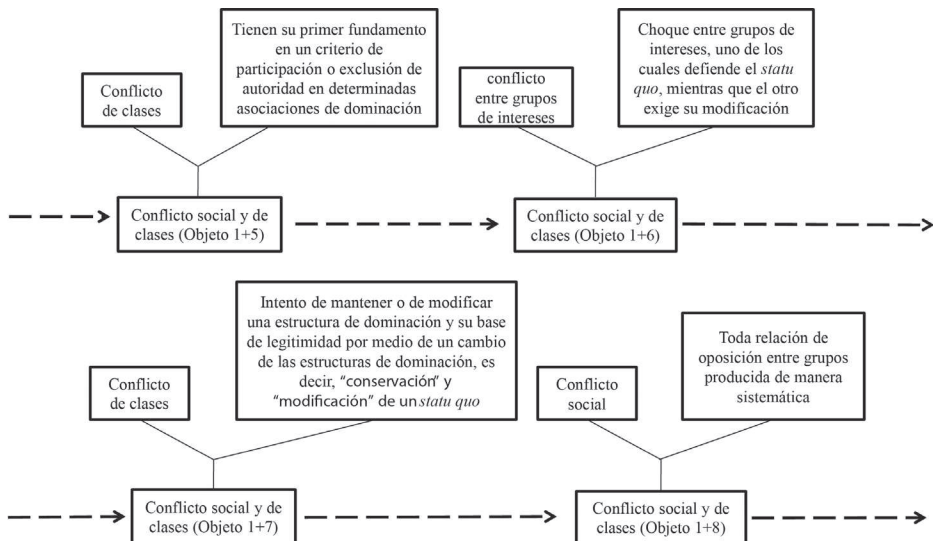 Conflicto
de clases
Tienen su primer fundamento
en un criterio de
participación o exclusión de
autoridad en determinadas
asociaciones de dominación
Conflicto social y de
clases (Objeto 1+5)
conflicto
entre grupos
de intereses
Choque entre grupos de
intereses, uno de los
cuales defiende el statu
quo, mientras que el otro
exige su modificación
Conflicto social y de
clases (Objeto 1+6)
Conflicto
de clases
Intento de mantener o de modificar
una estructura de dominación y su base
de legitimidad por medio de un cambio
de las estructuras de dominación, es
decir, “conservación” y
“modificación” de un statu quo
Conflicto social y de
clases (Objeto 1+7)
Conflicto
social
Toda relación de
oposición entre grupos
producida de manera
sistemática
Conflicto social y de
clases (Objeto 1+8)